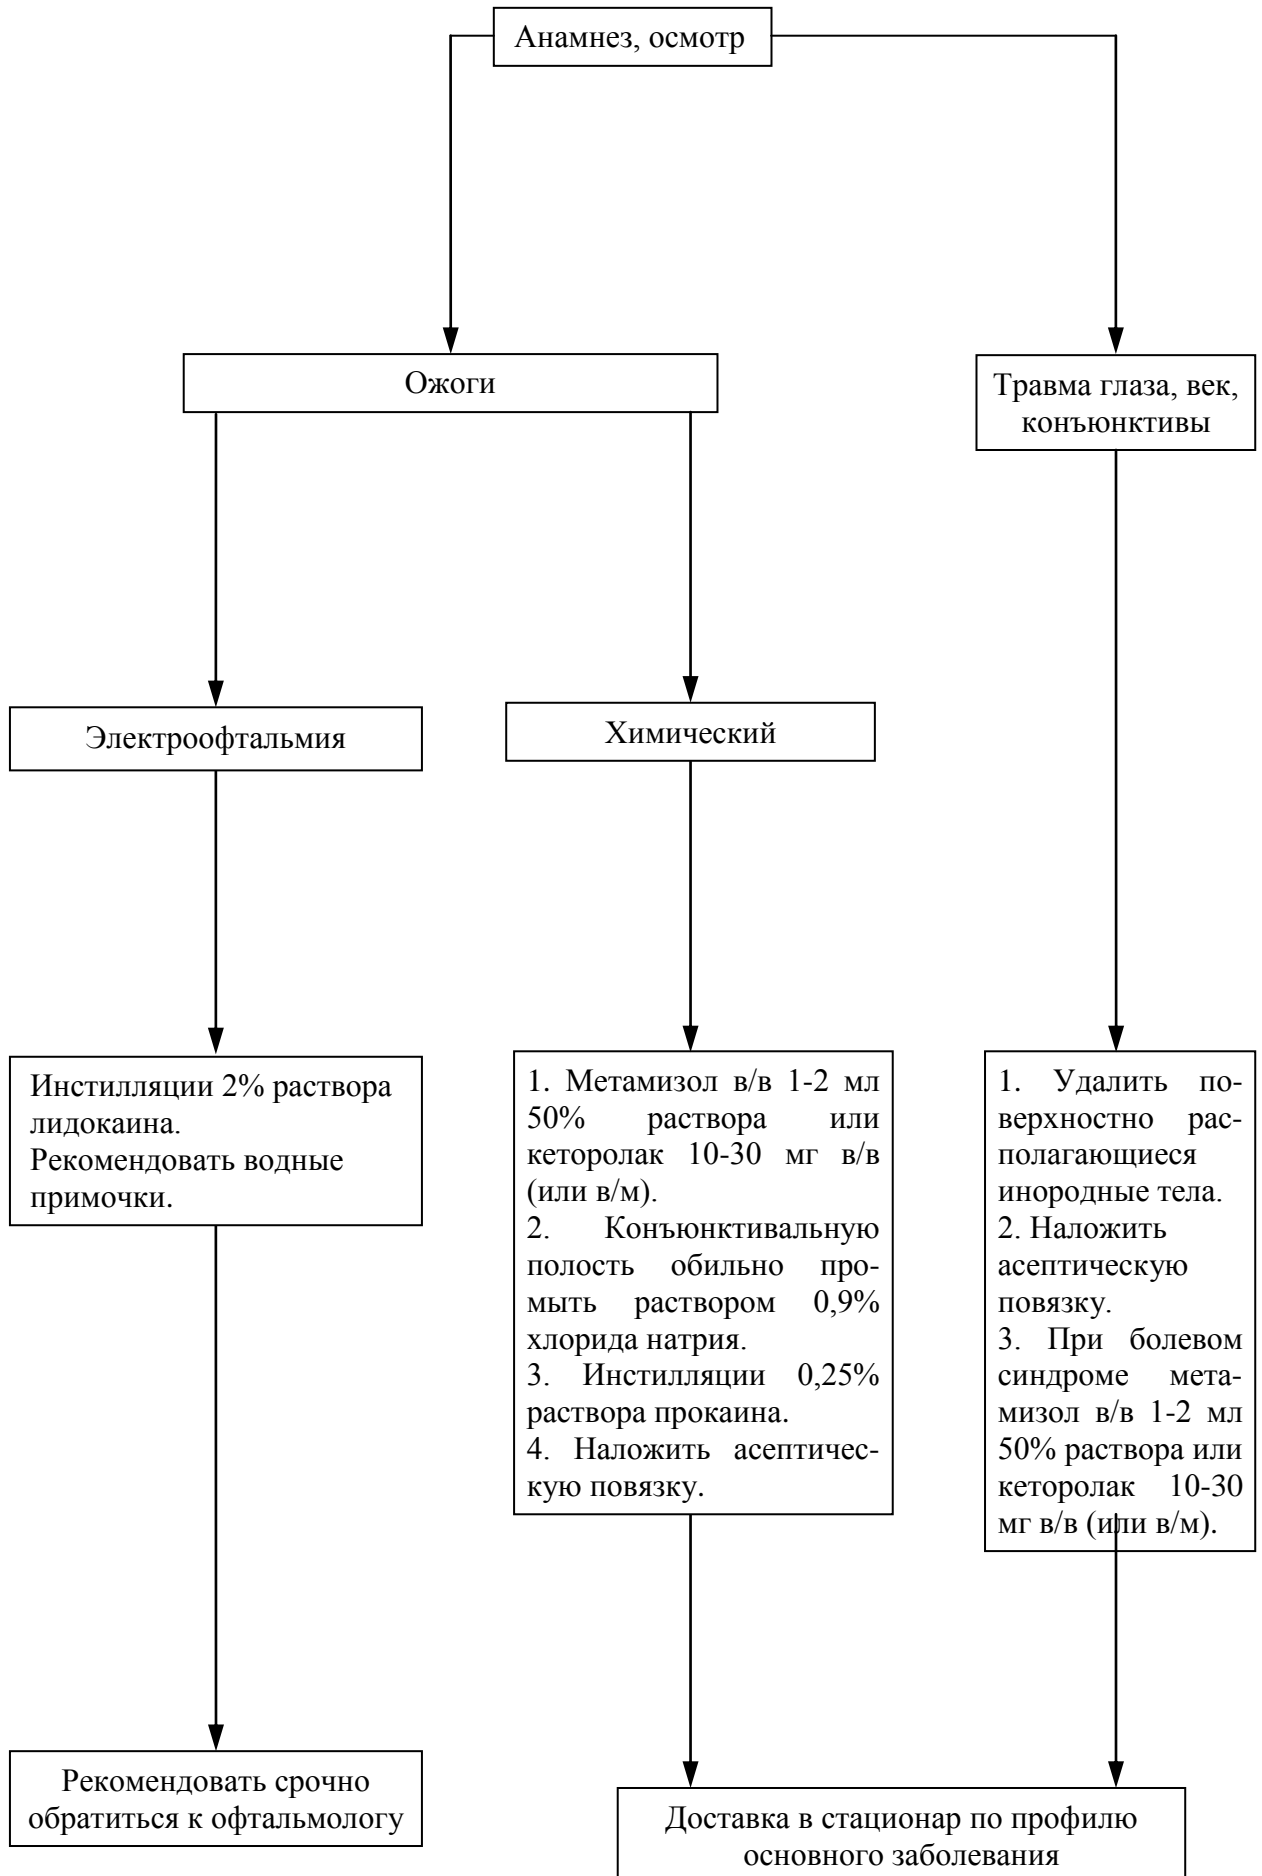 Анамнез, осмотр
Ожоги
Травма глаза, век,
конъюнктивы
Электроофтальмия
Химический
Инстилляции 2% раствора
лидокаина.
Рекомендовать водные
примочки.
1. Метамизол в/в 1-2 мл
50% раствора или
кеторолак 10-30 мг в/в
(или в/м).
2. Конъюнктивальную
полость обильно про-
мыть раствором 0,9%
хлорида натрия.
3. Инстилляции 0,25%
раствора прокаина.
4. Наложить асептичес-
кую повязку.
1. Удалить по-
верхностно рас-
полагающиеся
инородные тела.
2. Наложить
асептическую
повязку.
3. При болевом
синдроме мета-
мизол в/в 1-2 мл
50% раствора или
кеторолак 10-30
мг в/в (или в/м).
Рекомендовать срочно
обратиться к офтальмологу
Доставка в стационар по профилю
основного заболевания